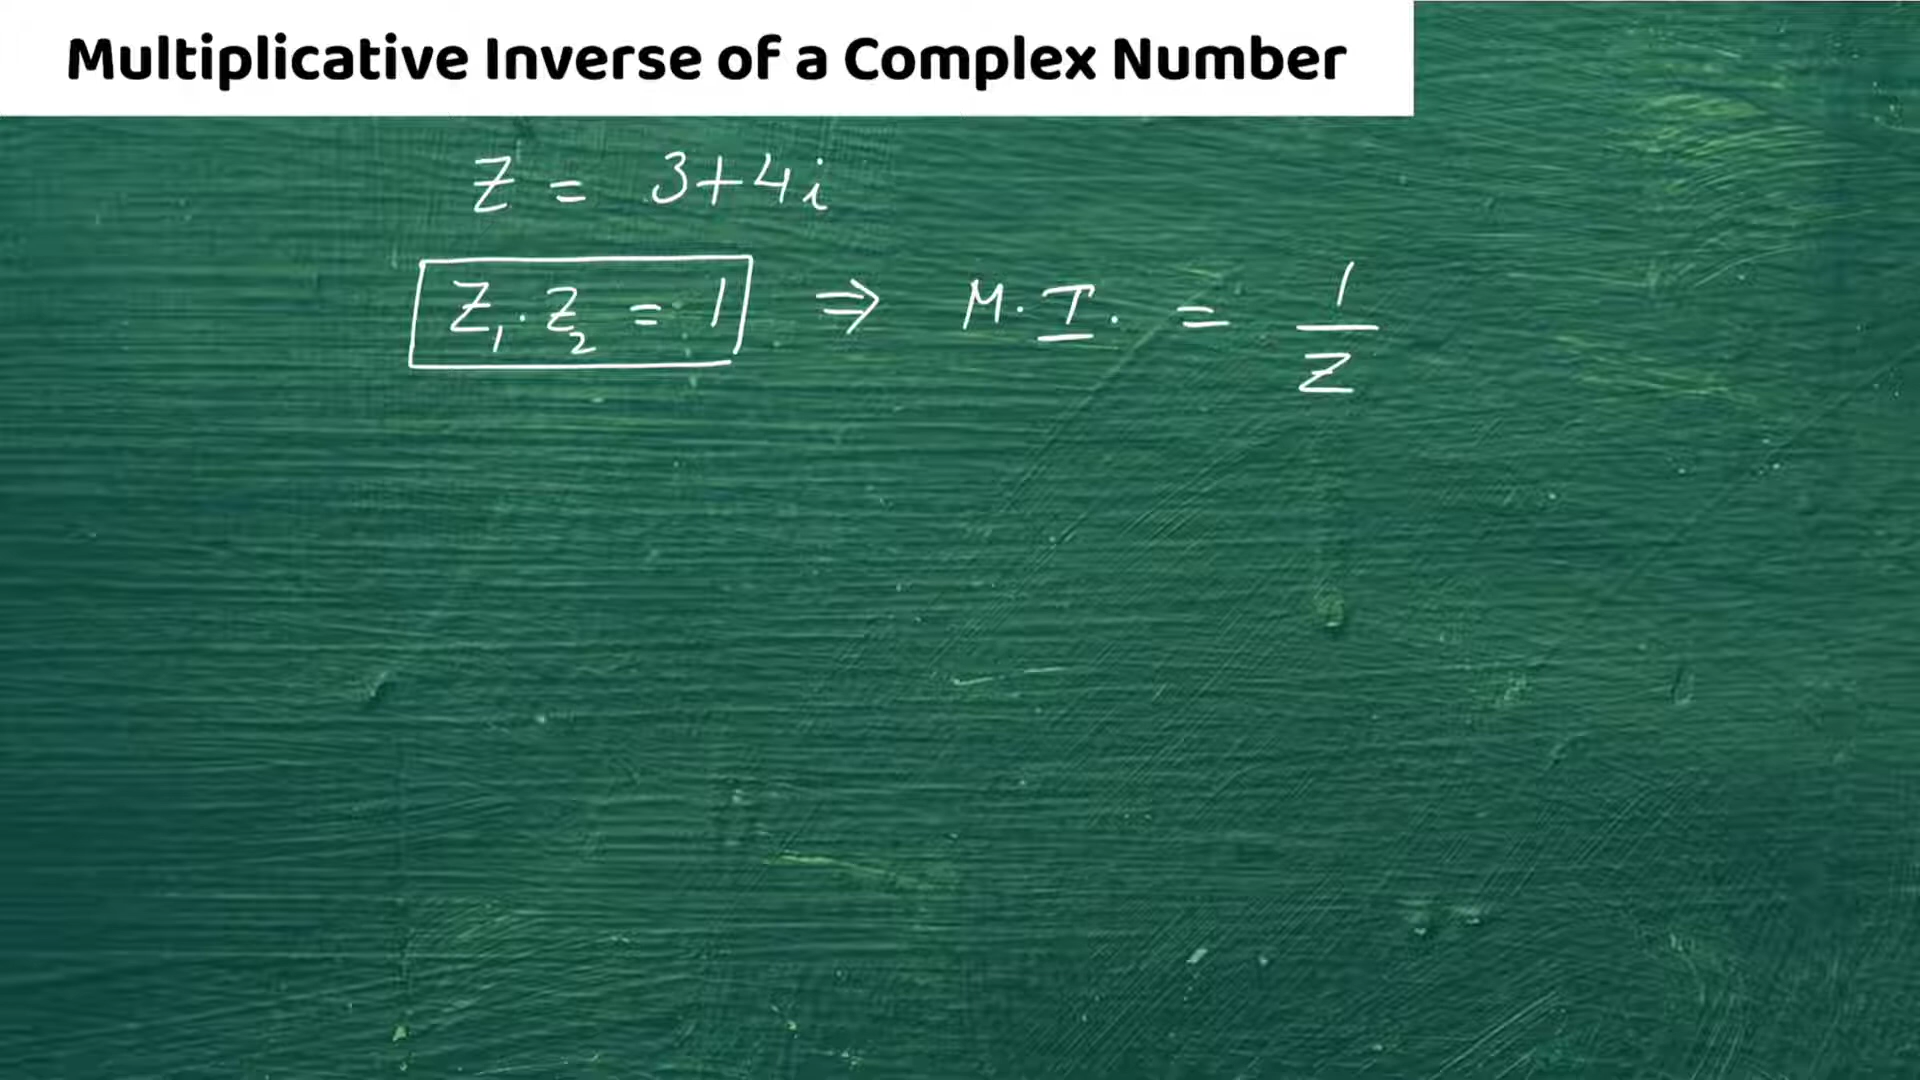 Multiplicative Inverse of a Complex Number
Z = 3+4i
Z₁ . Z₂ = 1 ⇒ M. I. = 1/Z